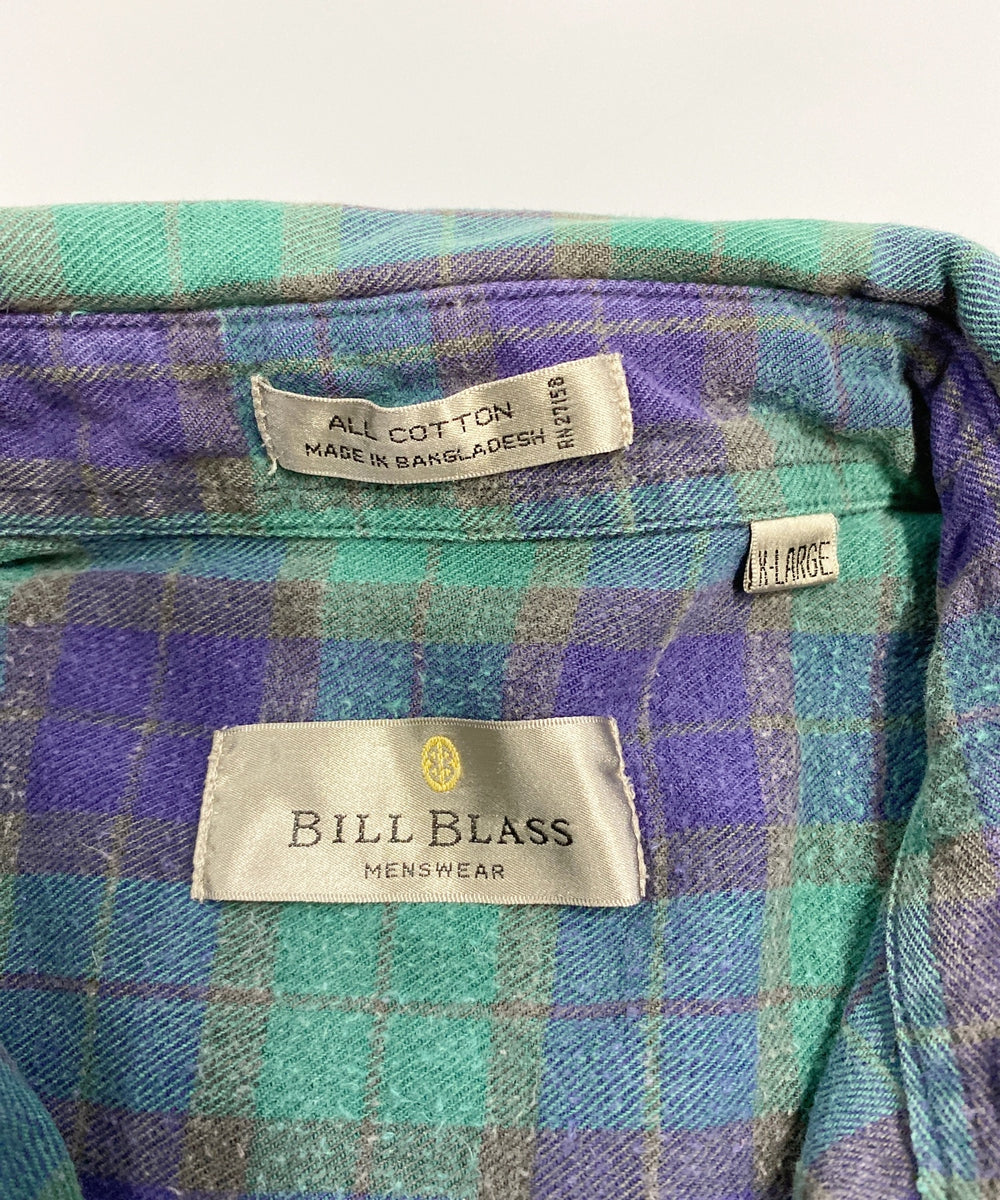 ALL COTTON
MADE IN BANGLADESH
RN 27158
X-LARGE
BILL BLASS
MENSWEAR